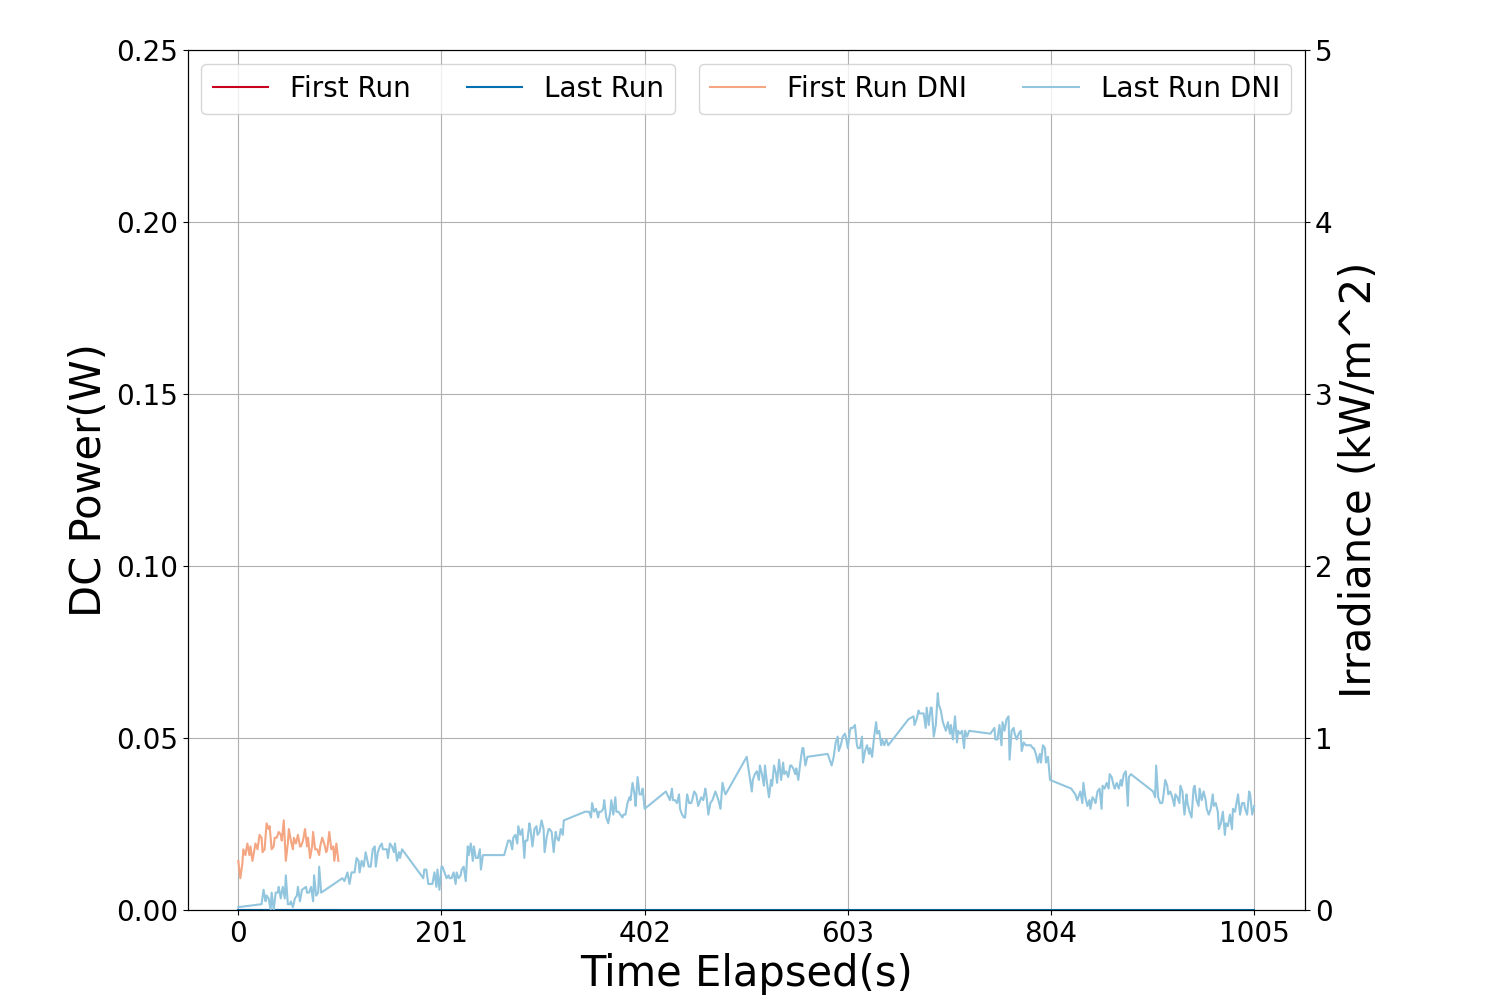 First Run
Last Run
First Run DNI
Last Run DNI
DC Power(W)
0.25
0.20
0.15
0.10
0.05
0.00
5
4
3
2
1
0
Irradiance (kW/m^2)
0
201
402
603
804
1005
Time Elapsed(s)